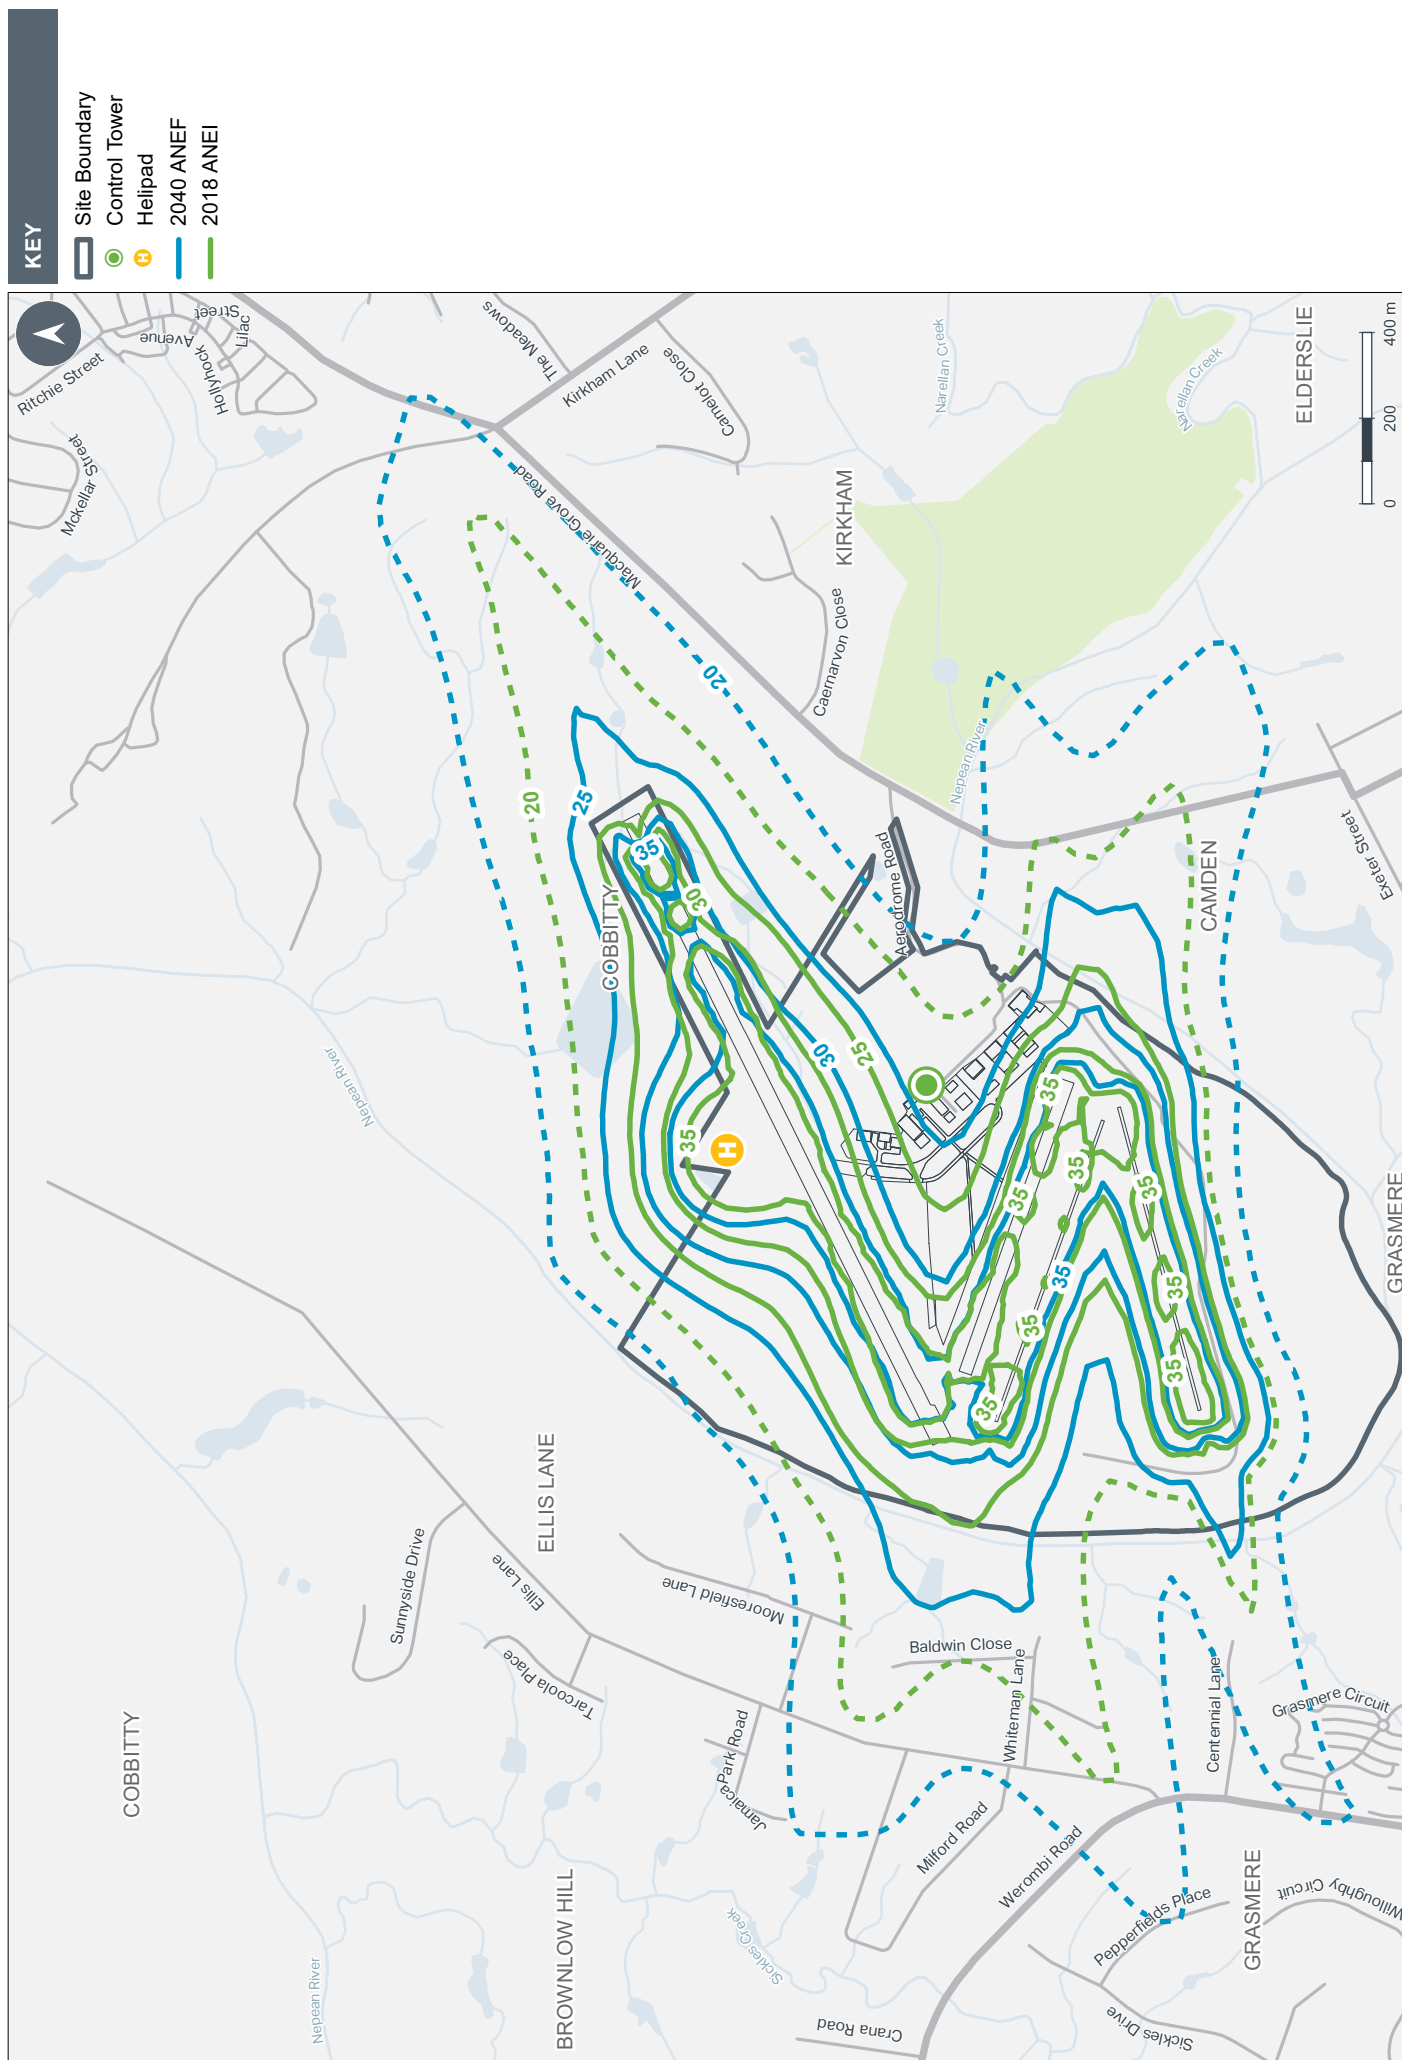 KEY
Site Boundary
Control Tower
H
Helipad
2040 ANEF
2018 ANEI
COBBITTY
BROWNLOW HILL
ELLIS LANE
COBBITTY
KIRKHAM
ELDERSLIE
CAMDEN
GRASMERE
GRASMERE
Ritchie Street
Mckellar Street
Hollyhock
Avenue
Lilac
Street
The Meadows
Kirkham Lane
Camelot Close
Macquarie Grove Road
Caernarvon Close
Narellan Creek
Narellan Creek
Nepean River
Nepean River
Nepean River
Aerodrome Road
Exeter Street
Sunnyside Drive
Ellis Lane
Tarcoola Place
Mooresfield Lane
Baldwin Close
Whiteman Lane
Jamaica
Park Road
Milford Road
Werombi Road
Centennial Lane
Grasmere Circuit
Pepperfields Place
Willoughby Circuit
Sickles Drive
Sickles Creek
Crana Road
20
20
25
25
30
30
35
35
35
35
35
35
35
35
35
35
35
H
0
200
400 m